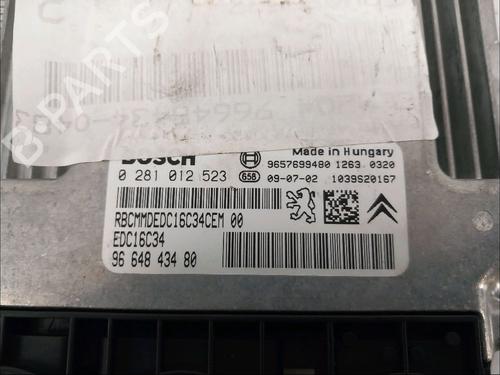 BOSCH
Made in Hungary
9657699480 1263 0320
0 281 012 523
658
09-07-02
1039S20167
RBCMMDEDC16C34CEM 00
EDC16C34
96 648 434 80